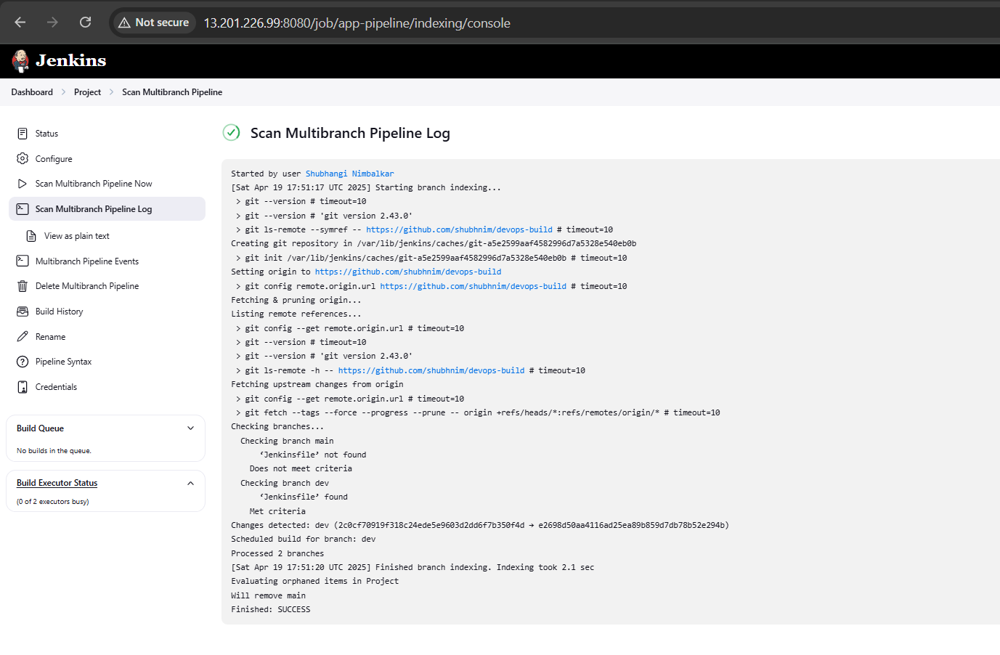 Not secure 13.201.226.99:8080/job/app-pipeline/indexing/console
Jenkins
Dashboard > Project > Scan Multibranch Pipeline
Status
Configure
Scan Multibranch Pipeline Now
Scan Multibranch Pipeline Log
View as plain text
Multibranch Pipeline Events
Delete Multibranch Pipeline
Build History
Rename
Pipeline Syntax
Credentials
Build Queue
No builds in the queue.
Build Executor Status
(0 of 2 executors busy)
Scan Multibranch Pipeline Log
Started by user Shubhangi Nimbalkar
[Sat Apr 19 17:51:17 UTC 2025] Starting branch indexing...
> git --version # timeout=10
> git --version # 'git version 2.43.0'
> git ls-remote --symref -- https://github.com/shubhnim/devops-build # timeout=10
Creating git repository in /var/lib/jenkins/caches/git-a5e2599aaf4582996d7a5328e540eb0b
> git init /var/lib/jenkins/caches/git-a5e2599aaf4582996d7a5328e540eb0b # timeout=10
Setting origin to https://github.com/shubhnim/devops-build
> git config remote.origin.url https://github.com/shubhnim/devops-build # timeout=10
Fetching & pruning origin...
Listing remote references...
> git config --get remote.origin.url # timeout=10
> git --version # timeout=10
> git --version # 'git version 2.43.0'
> git ls-remote -h -- https://github.com/shubhnim/devops-build # timeout=10
Fetching upstream changes from origin
> git config --get remote.origin.url # timeout=10
> git fetch --tags --force --progress --prune -- origin +refs/heads/*:refs/remotes/origin/* # timeout=10
Checking branches...
Checking branch main
‘Jenkinsfile’ not found
Does not meet criteria
Checking branch dev
‘Jenkinsfile’ found
Met criteria
Changes detected: dev (2c0cf70919f318c24ede5e9603d2dd6f7b350f4d → e2698d50aa4116ad25ea89b859d7db78b52e294b)
Scheduled build for branch: dev
Processed 2 branches
[Sat Apr 19 17:51:20 UTC 2025] Finished branch indexing. Indexing took 2.1 sec
Evaluating orphaned items in Project
Will remove main
Finished: SUCCESS